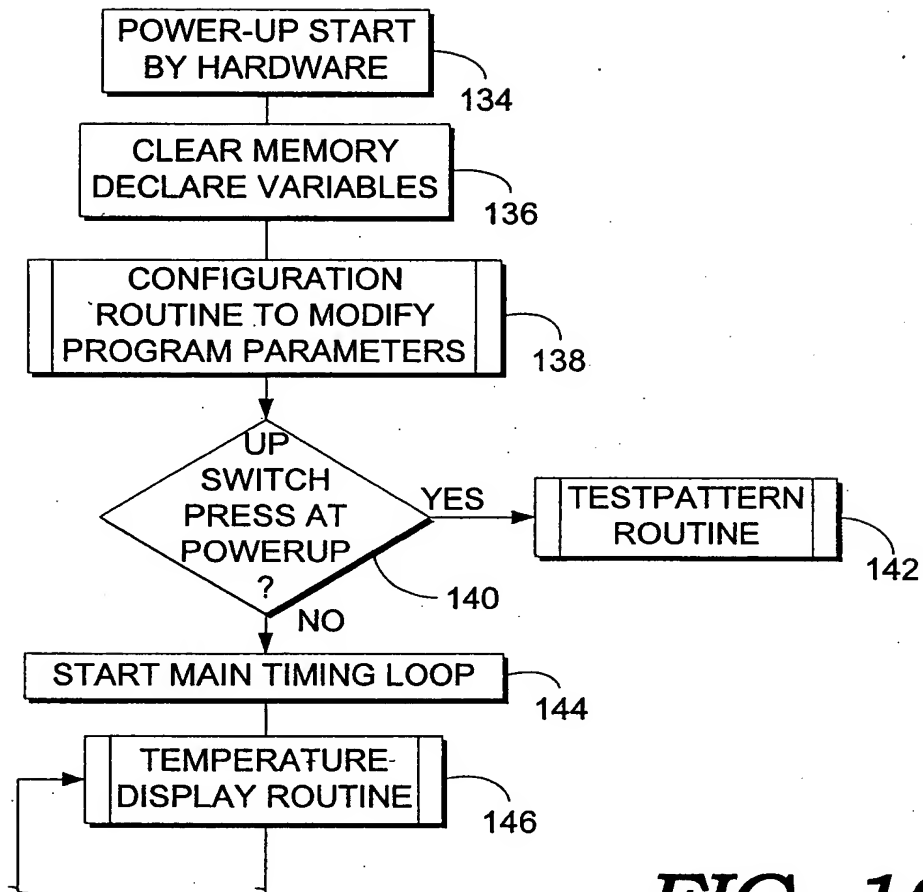 POWER-UP START
BY HARDWARE
134
CLEAR MEMORY
DECLARE VARIABLES
136
CONFIGURATION
ROUTINE TO MODIFY
PROGRAM PARAMETERS
138
UP
SWITCH
PRESS AT
POWERUP
?
140
YES
TESTPATTERN
ROUTINE
142
NO
START MAIN TIMING LOOP
144
TEMPERATURE-
DISPLAY ROUTINE
146